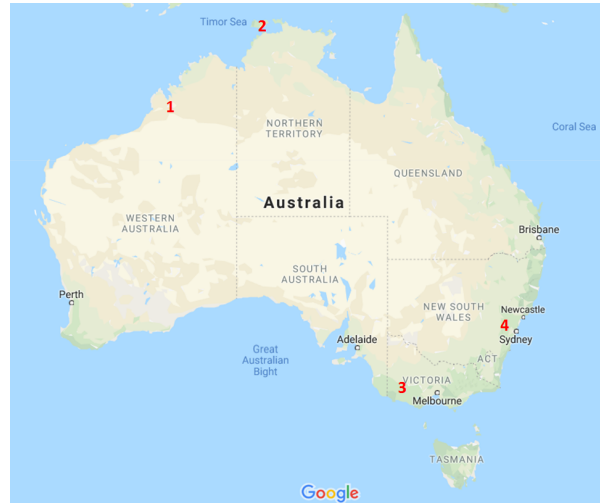 Timor Sea
2
1
NORTHERN
TERRITORY
Coral Sea
QUEENSLAND
Australia
WESTERN
AUSTRALIA
Brisbane
SOUTH
AUSTRALIA
Perth
NEW SOUTH
WALES
Newcastle
4
Sydney
Adelaide
Great
Australian
Bight
ACT
3
VICTORIA
Melbourne
TASMANIA
Google